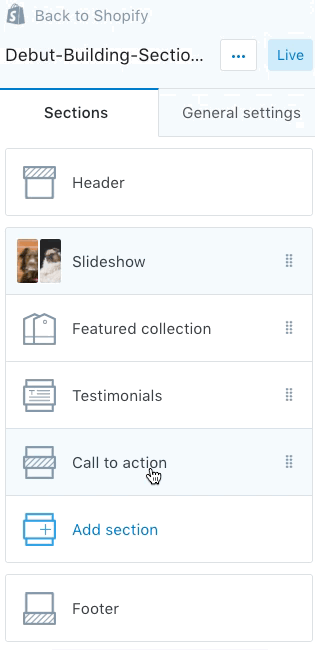 Back to Shopify
Debut-Building-Sectio...
Live
Sections
General settings
Header
Slideshow
Featured collection
Testimonials
Call to action
Add section
Footer